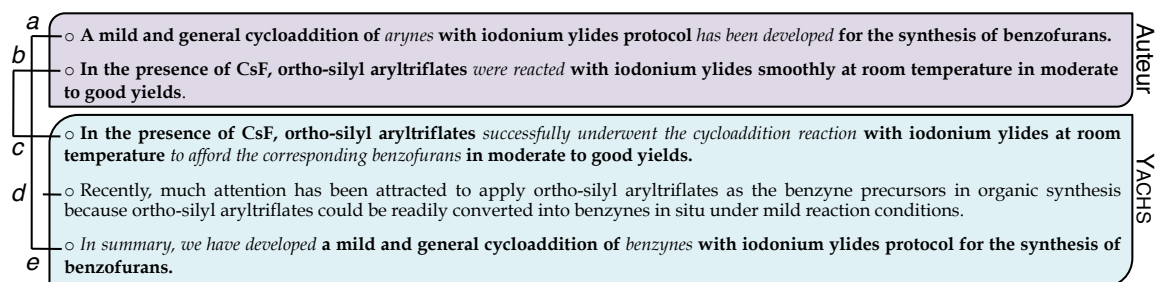 a
○ A mild and general cycloaddition of arynes with iodonium ylides protocol has been developed for the synthesis of benzofurans.
b
○ In the presence of CsF, ortho-silyl aryltriflates were reacted with iodonium ylides smoothly at room temperature in moderate
to good yields.
Auteur
c
○ In the presence of CsF, ortho-silyl aryltriflates successfully underwent the cycloaddition reaction with iodonium ylides at room
temperature to afford the corresponding benzofurans in moderate to good yields.
d
○ Recently, much attention has been attracted to apply ortho-silyl aryltriflates as the benzyne precursors in organic synthesis
because ortho-silyl aryltriflates could be readily converted into benzynes in situ under mild reaction conditions.
e
○ In summary, we have developed a mild and general cycloaddition of benzynes with iodonium ylides protocol for the synthesis of
benzofurans.
YACHS